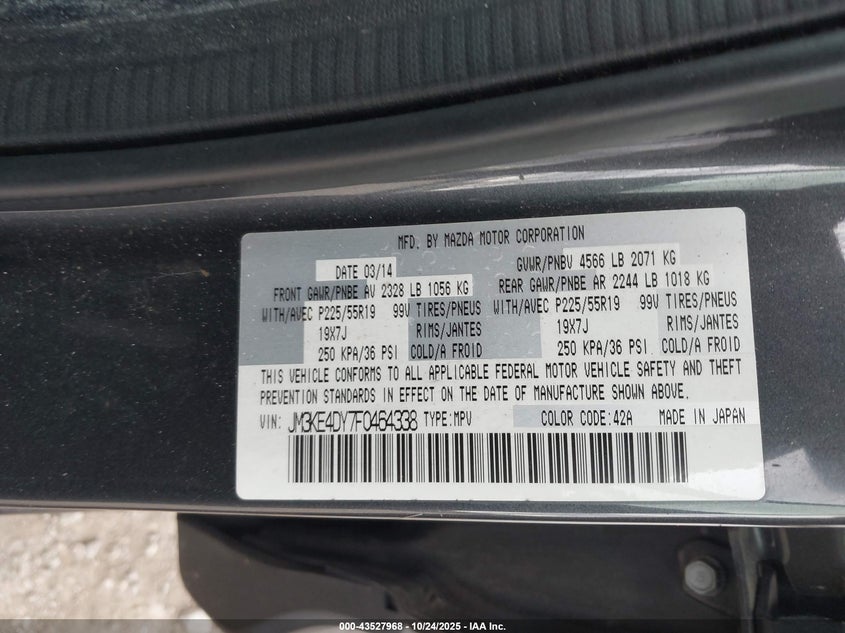 MFD. BY MAZDA MOTOR CORPORATION
DATE 03/14 GVWR/PNBV 4566 LB 2071 KG
FRONT GAWR/PNBE AV 2328 LB 1056 KG REAR GAWR/PNBE AR 2244 LB 1018 KG
WITH/AVEC P225/55R19 99V TIRES/PNEUS WITH/AVEC P225/55R19 99V TIRES/PNEUS
19X7J RIMS/JANTES 19X7J RIMS/JANTES
250 KPA/36 PSI COLD/A FROID 250 KPA/36 PSI COLD/A FROID
THIS VEHICLE CONFORMS TO ALL APPLICABLE FEDERAL MOTOR VEHICLE SAFETY AND THEFT
PREVENTION STANDARDS IN EFFECT ON THE DATE OF MANUFACTURE SHOWN ABOVE.
VIN: JM3KE4DY7F0464338 TYPE:MPV COLOR CODE:42A MADE IN JAPAN
000-43527968 - 10/24/2025 - IAA Inc.